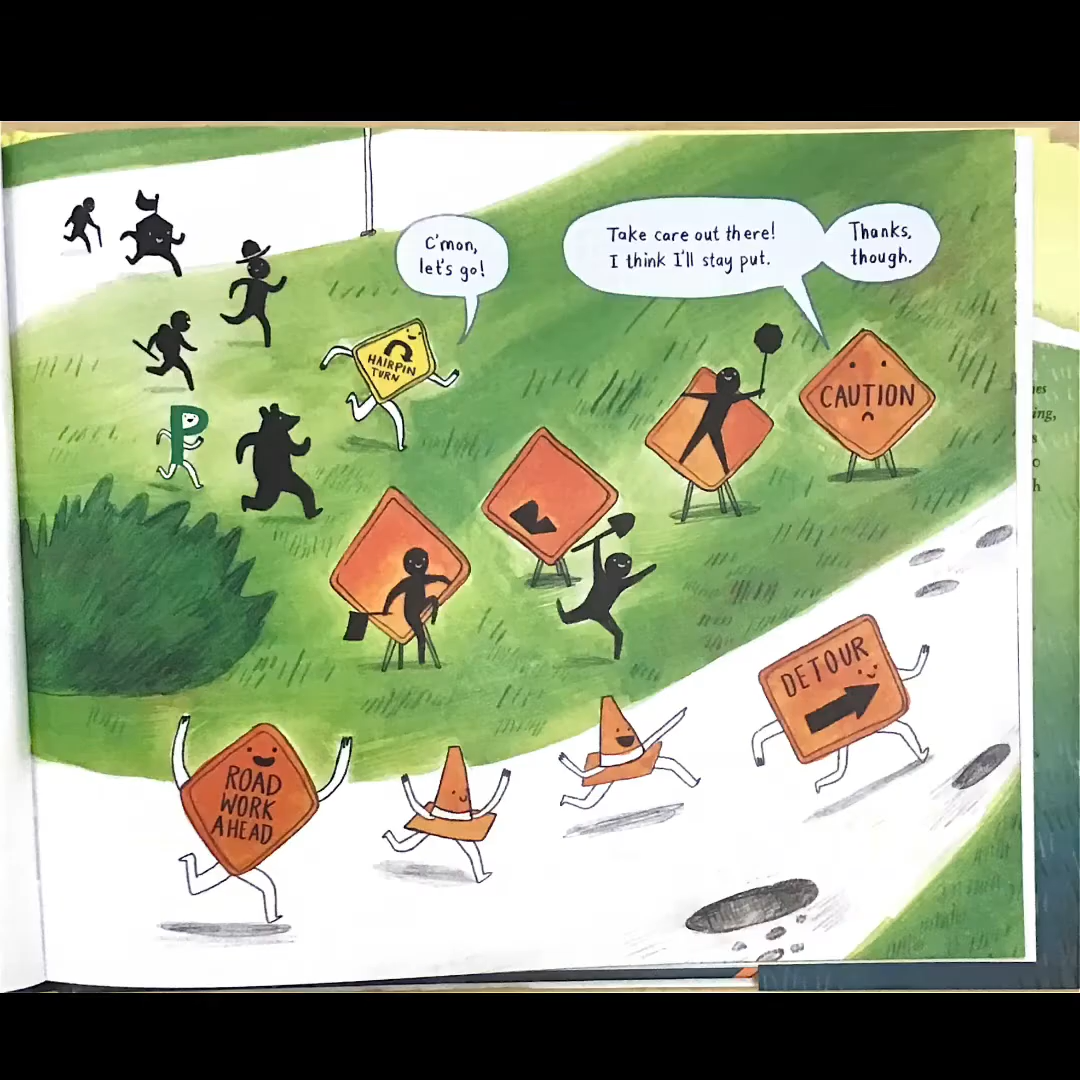 C'mon,
let's go!
Take care out there!
I think I'll stay put.
Thanks,
though.
HAIRPIN
TURN
CAUTION
P
DETOUR
ROAD
WORK
AHEAD